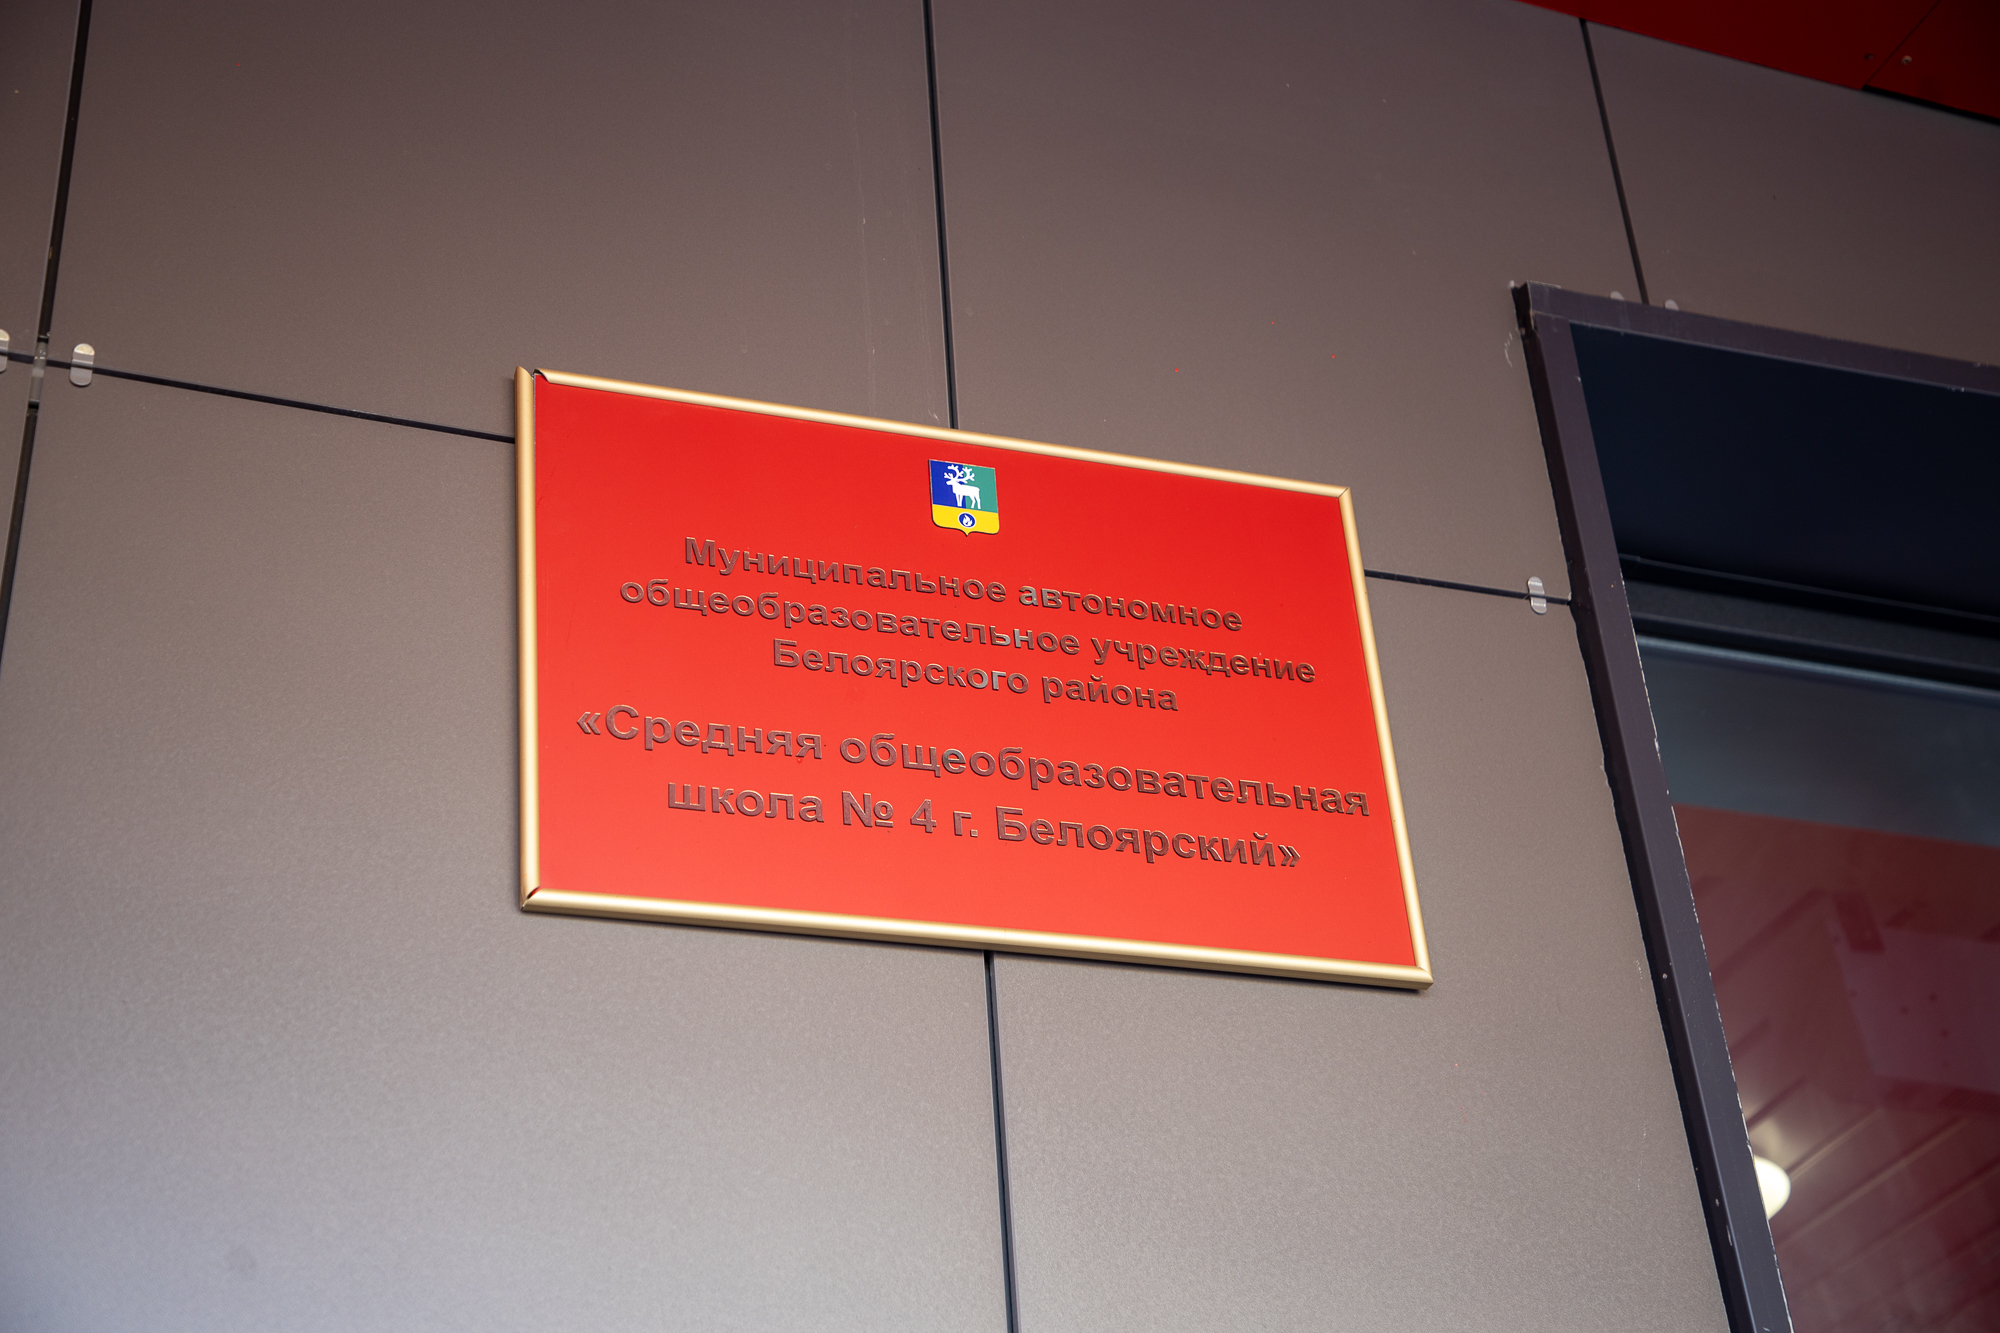 Муниципальное автономное
общеобразовательное учреждение
Белоярского района
«Средняя общеобразовательная
школа № 4 г. Белоярский»